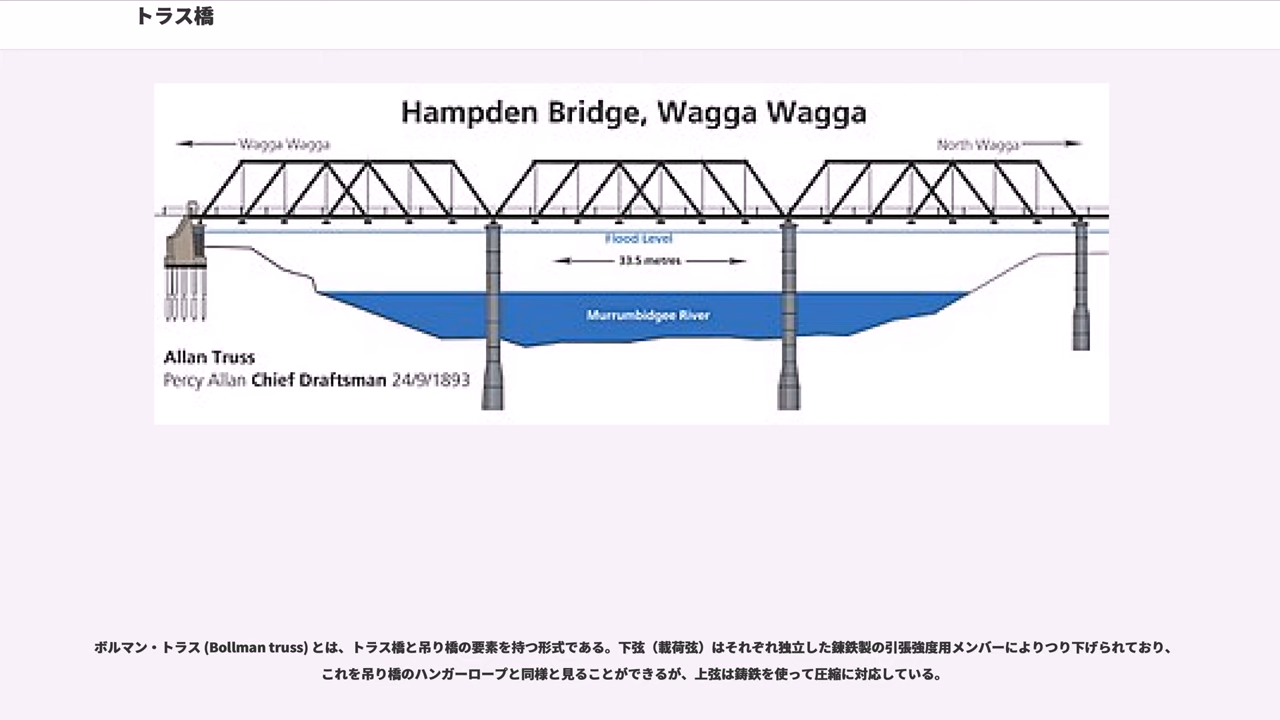 トラス橋
Hampden Bridge, Wagga Wagga
Wagga Wagga
North Wagga
Flood Level
33.5 metres
Murrumbidgee River
Allan Truss
Percy Allan Chief Draftsman 24/9/1893
ボルマン・トラス (Bollman truss) とは、トラス橋と吊り橋の要素を持つ形式である。下弦（載荷弦）はそれぞれ独立した錬鉄製の引張強度用メンバーによりつり下げられており、
これを吊り橋のハンガーロープと同様と見ることができるが、上弦は鋳鉄を使って圧縮に対応している。